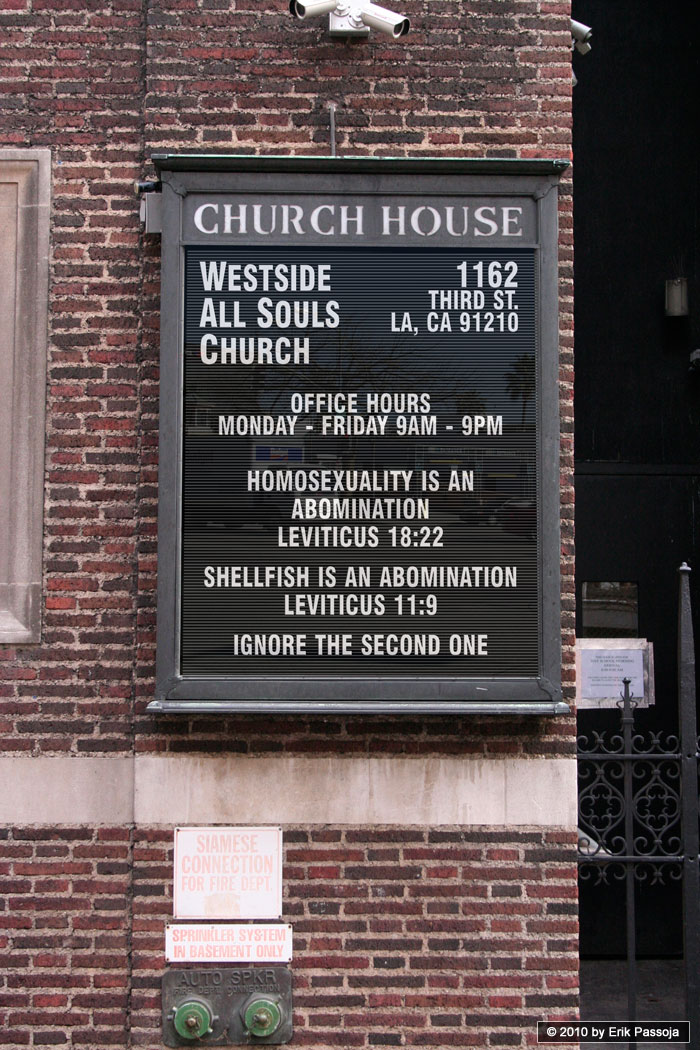 CHURCH HOUSE
WESTSIDE
ALL SOULS
CHURCH
1162
THIRD ST.
LA, CA 91210
OFFICE HOURS
MONDAY - FRIDAY 9AM - 9PM
HOMOSEXUALITY IS AN
ABOMINATION
LEVITICUS 18:22
SHELLFISH IS AN ABOMINATION
LEVITICUS 11:9
IGNORE THE SECOND ONE
SIAMESE
CONNECTION
FOR FIRE DEPT.
SPRINKLER SYSTEM
IN BASEMENT ONLY
AUTO SPKR
CONNECTION
© 2010 by Erik Passoja